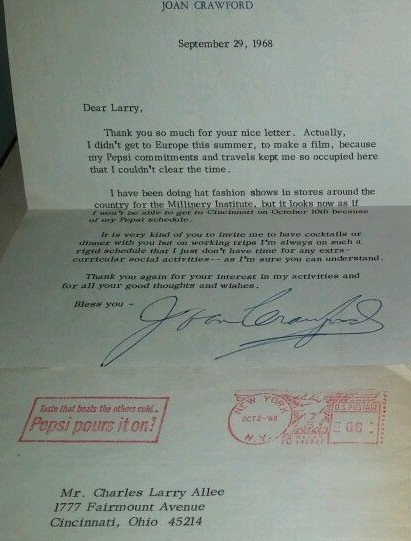 JOAN CRAWFORD
September 29, 1968
Dear Larry,
Thank you so much for your nice letter. Actually,
I didn't get to Europe this summer, to make a film, because
my Pepsi commitments and travels kept me so occupied here
that I couldn't clear the time.
I have been doing hat fashion shows in stores around the
country for the Millinery Institute, but it looks now as if
I won't be able to get to Cincinnati on October 10th because
of my Pepsi schedule.
It is very kind of you to invite me to have cocktails or
dinner with you but on working trips I'm always on such a
rigid schedule that I just don't have time for any extra-
curricular social activities-- as I'm sure you can understand.
Thank you again for your interest in my activities and
for all your good thoughts and wishes.
Bless you -
Joan Crawford
Taste that beats the others cold..
Pepsi pours it on!
NEW YORK
OCT 2-'68
N.Y.
U.S. POSTAGE
06
Mr. Charles Larry Allee
1777 Fairmount Avenue
Cincinnati, Ohio 45214